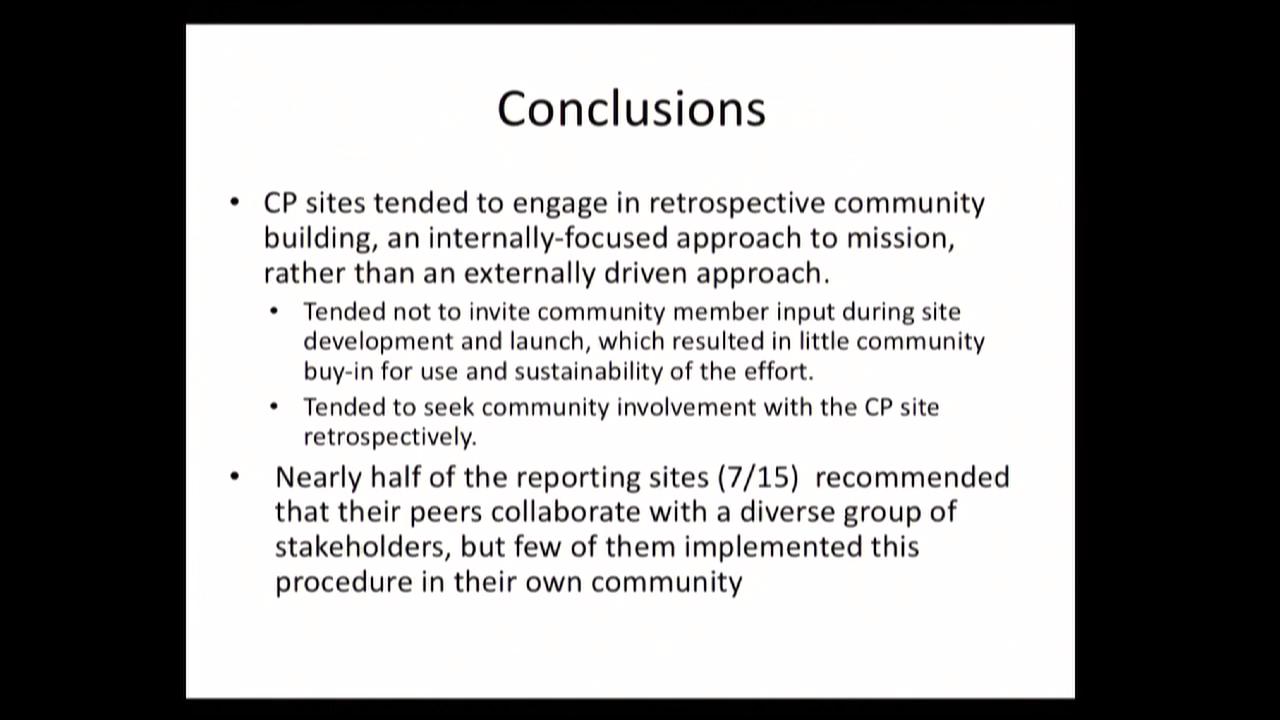 Conclusions
• CP sites tended to engage in retrospective community
building, an internally-focused approach to mission,
rather than an externally driven approach.
• Tended not to invite community member input during site
development and launch, which resulted in little community
buy-in for use and sustainability of the effort.
• Tended to seek community involvement with the CP site
retrospectively.
• Nearly half of the reporting sites (7/15)  recommended
that their peers collaborate with a diverse group of
stakeholders, but few of them implemented this
procedure in their own community